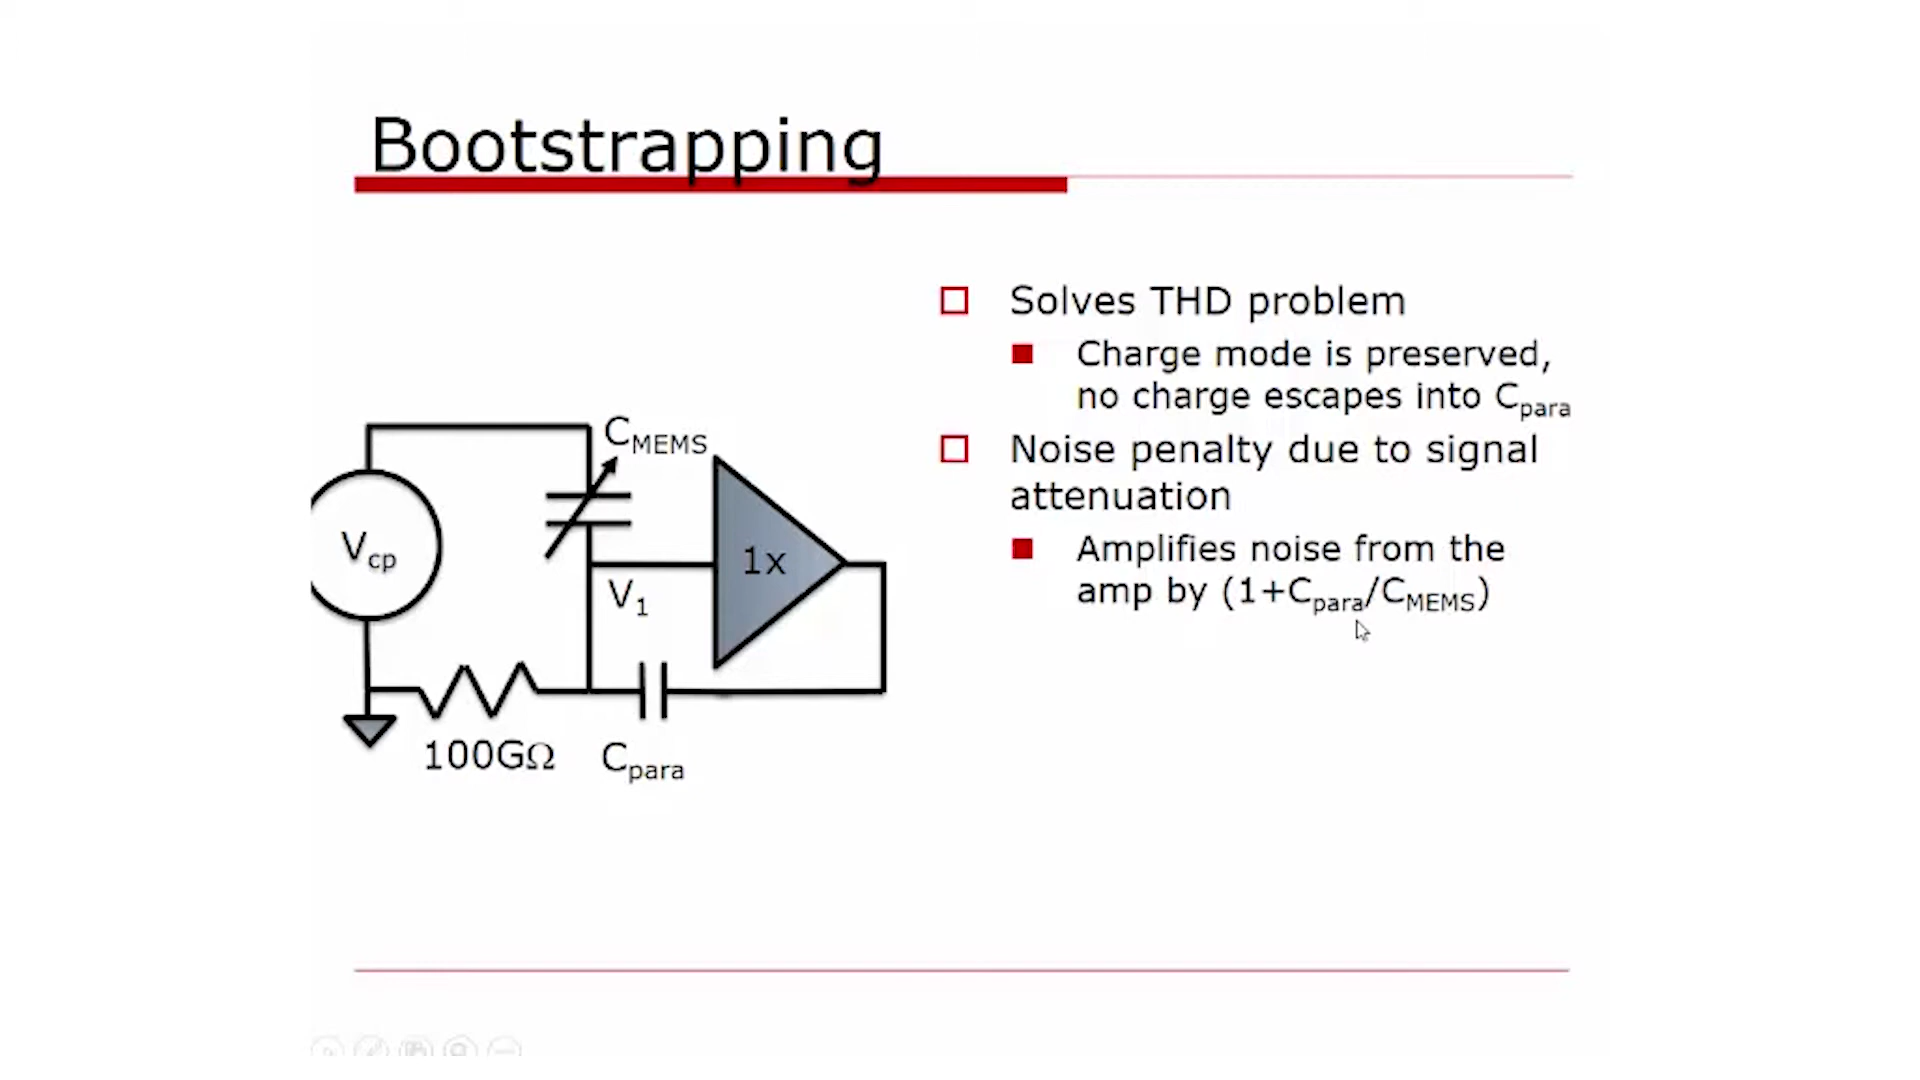 Bootstrapping
Solves THD problem
Charge mode is preserved,
no charge escapes into Cpara
Noise penalty due to signal
attenuation
Amplifies noise from the
amp by (1+Cpara/CMEMS)
CMEMS
Vcp
1x
V1
100GΩ
Cpara